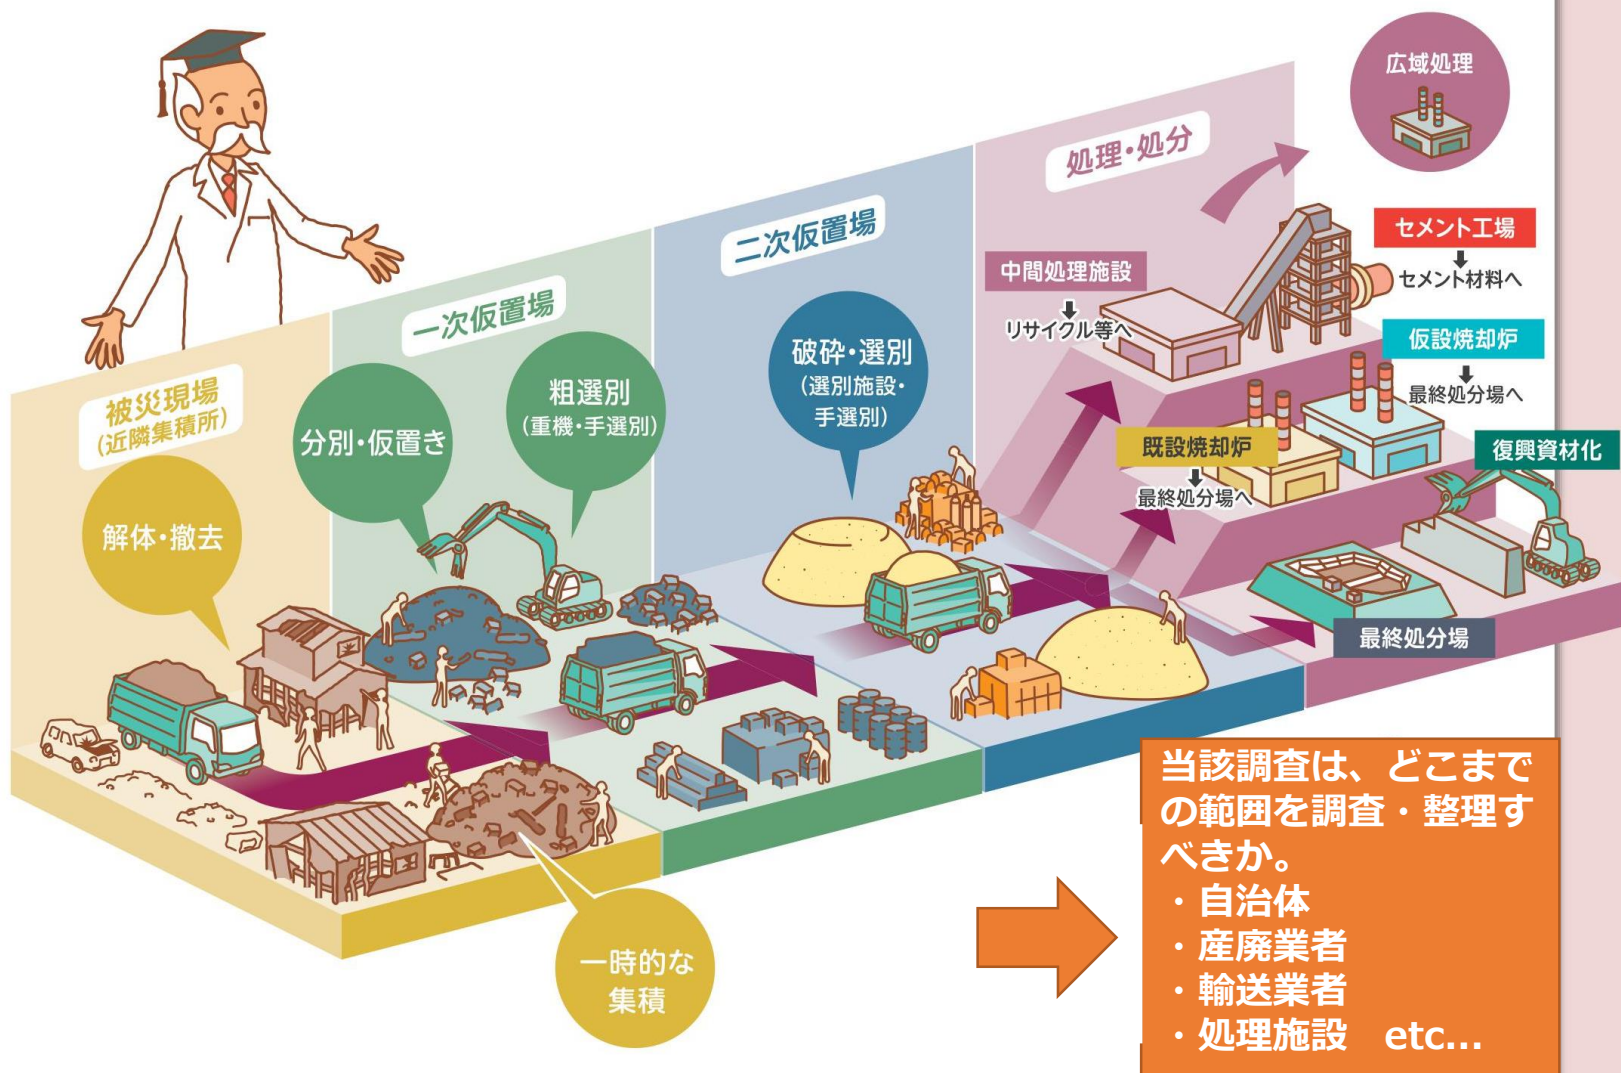 被災現場
(近隣集積所)
解体・撤去
一時的な
集積
一次仮置場
分別・仮置き
粗選別
(重機・手選別)
二次仮置場
破砕・選別
(選別施設・
手選別)
処理・処分
広域処理
中間処理施設
リサイクル等へ
セメント工場
セメント材料へ
仮設焼却炉
最終処分場へ
既設焼却炉
最終処分場へ
復興資材化
最終処分場
当該調査は、どこまで
の範囲を調査・整理す
べきか。
・自治体
・産廃業者
・輸送業者
・処理施設　etc...